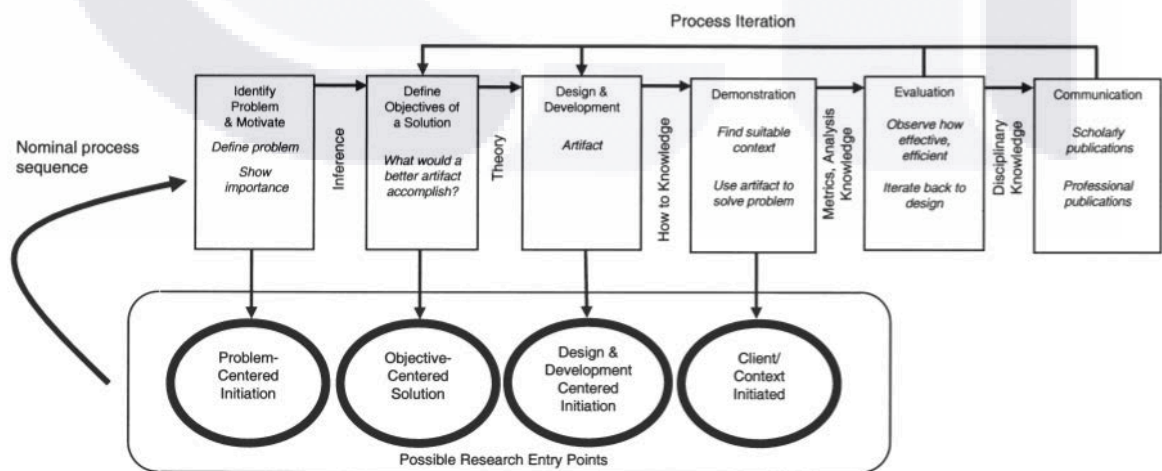 Process Iteration
Nominal process
sequence
Identify
Problem
& Motivate
Define problem
Show
importance
Inference
Define
Objectives of
a Solution
What would a
better artifact
accomplish?
Theory
Design &
Development
Artifact
How to Knowledge
Demonstration
Find suitable
context
Use artifact to
solve problem
Metrics, Analysis
Knowledge
Evaluation
Observe how
effective,
efficient
Iterate back to
design
Disciplinary
Knowledge
Communication
Scholarly
publications
Professional
publications
Problem-
Centered
Initiation
Objective-
Centered
Solution
Design &
Development
Centered
Initiation
Client/
Context
Initiated
Possible Research Entry Points